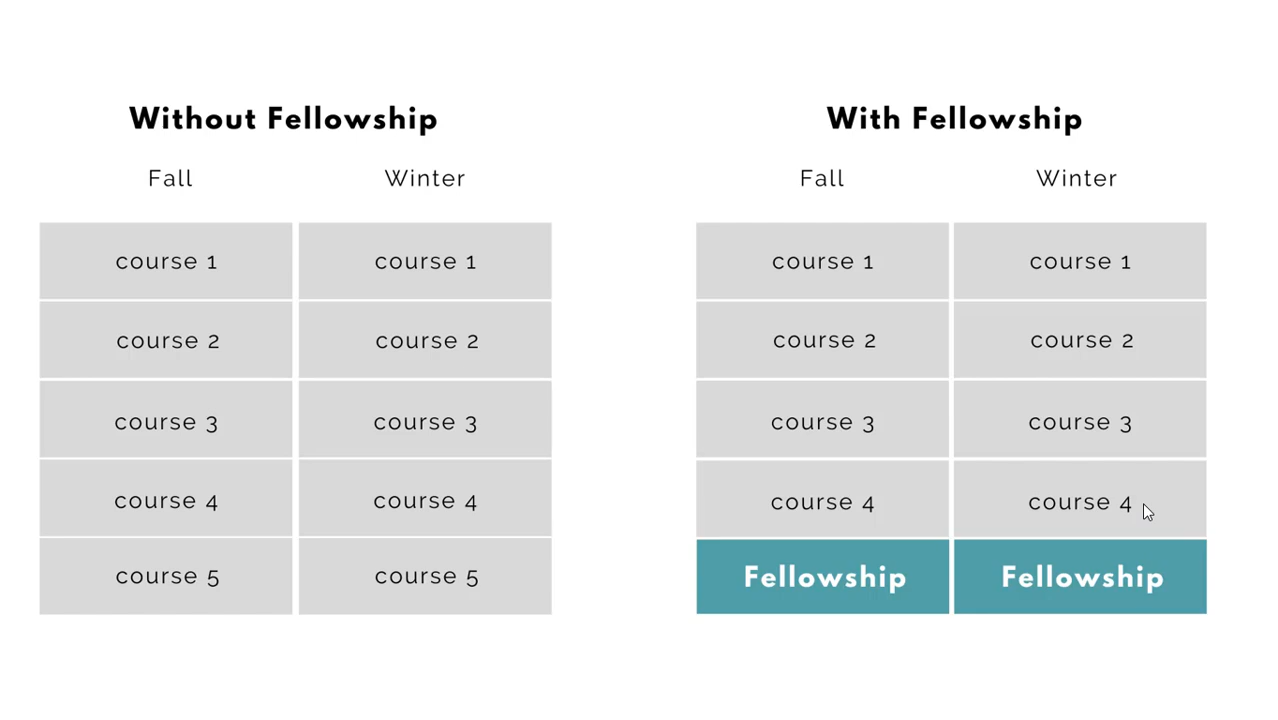 Without Fellowship
Fall Winter
course 1 course 1
course 2 course 2
course 3 course 3
course 4 course 4
course 5 course 5
With Fellowship
Fall Winter
course 1 course 1
course 2 course 2
course 3 course 3
course 4 course 4
Fellowship Fellowship